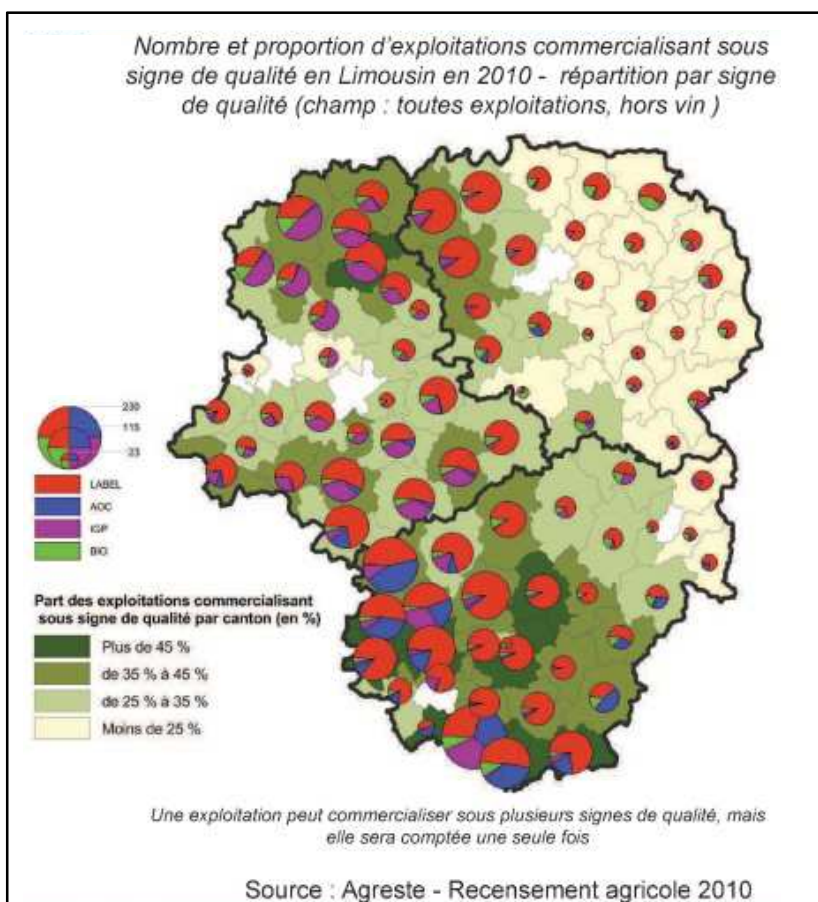 Nombre et proportion d'exploitations commercialisant sous
signe de qualité en Limousin en 2010 - répartition par signe
de qualité (champ : toutes exploitations, hors vin )
230
115
23
LABEL
AOC
IGP
BIO
Part des exploitations commercialisant
sous signe de qualité par canton (en %)
Plus de 45 %
de 35 % à 45 %
de 25 % à 35 %
Moins de 25 %
Une exploitation peut commercialiser sous plusieurs signes de qualité, mais
elle sera comptée une seule fois
Source : Agreste - Recensement agricole 2010